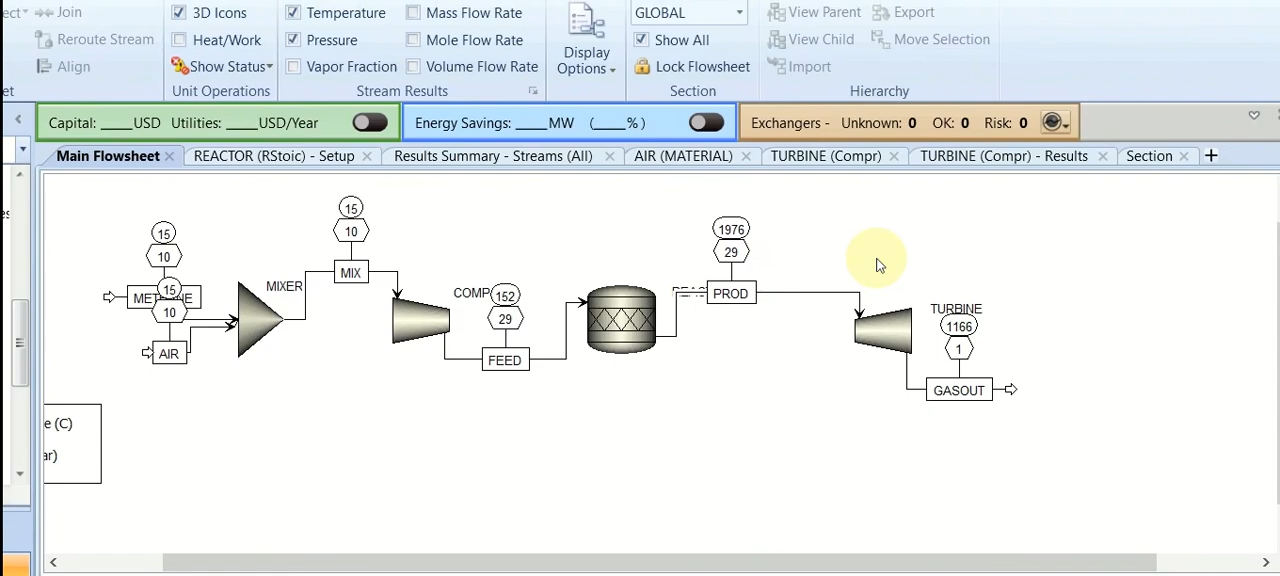 ect
Join
3D Icons
Temperature
Mass Flow Rate
GLOBAL
View Parent
Export
Reroute Stream
Heat/Work
Pressure
Mole Flow Rate
Display
Options
Show All
View Child
Move Selection
Align
Show Status
Vapor Fraction
Volume Flow Rate
Lock Flowsheet
Import
et
Unit Operations
Stream Results
Section
Hierarchy
Capital: ____USD Utilities: ____USD/Year
Energy Savings: ____MW (____%)
Exchangers - Unknown: 0 OK: 0 Risk: 0
Main Flowsheet
REACTOR (RStoic) - Setup
Results Summary - Streams (All)
AIR (MATERIAL)
TURBINE (Compr)
TURBINE (Compr) - Results
Section
15
10
MIX
15
10
15
10
AIR
MIXER
COMP
152
29
FEED
1976
29
PROD
TURBINE
1166
1
GASOUT
e (C)
ar)